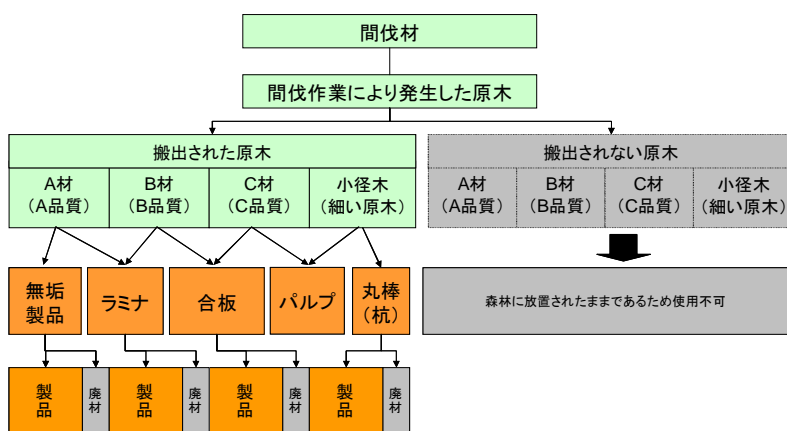 間伐材
間伐作業により発生した原木
搬出された原木
A材
(A品質)
B材
(B品質)
C材
(C品質)
小径木
(細い原木)
搬出されない原木
A材
(A品質)
B材
(B品質)
C材
(C品質)
小径木
(細い原木)
無垢
製品
ラミナ
合板
パルプ
丸棒
(杭)
森林に放置されたままであるため使用不可
製
品
廃
材
製
品
廃
材
製
品
廃
材
製
品
廃
材